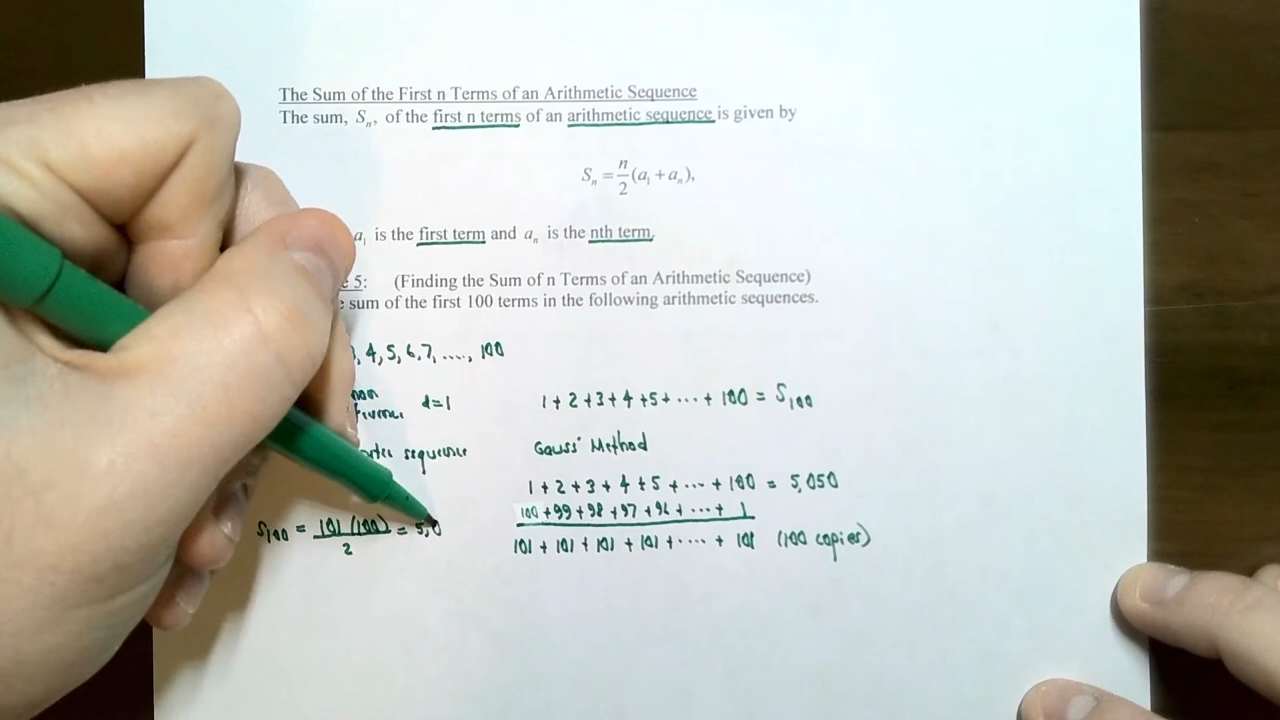 The Sum of the First n Terms of an Arithmetic Sequence
The sum, Sₙ, of the first n terms of an arithmetic sequence is given by
Sₙ = n/2 (a₁ + aₙ),
a₁ is the first term and aₙ is the nth term.
5: (Finding the Sum of n Terms of an Arithmetic Sequence)
sum of the first 100 terms in the following arithmetic sequences.
4, 5, 6, 7, ...., 100
d=1
1 + 2 + 3 + 4 + 5 + ··· + 100 = S₁₀₀
sequence
Gauss' Method
1 + 2 + 3 + 4 + 5 + ··· + 100 = 5,050
100 + 99 + 98 + 97 + 96 + ··· + 1
S₁₀₀ = 101(100)/2 = 5,0
101 + 101 + 101 + 101 + ···· + 101 (100 copies)